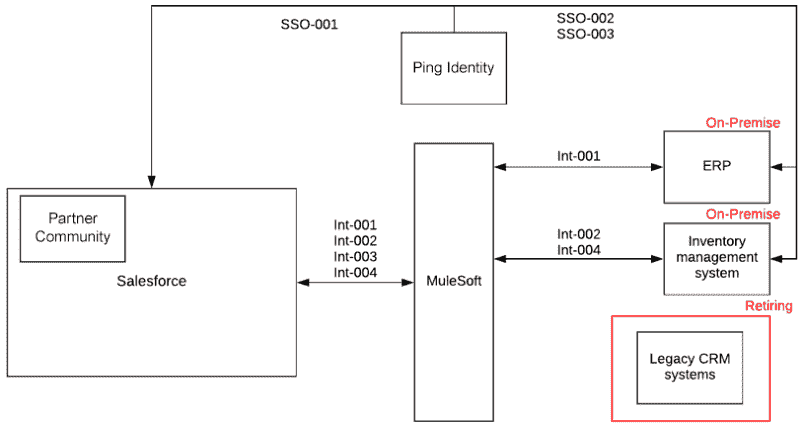 SSO-001
SSO-002
SSO-003
Ping Identity
On-Premise
Int-001
ERP
On-Premise
Partner
Community
Int-001
Int-002
Int-003
Int-004
Int-002
Int-004
Inventory
management
system
Salesforce
MuleSoft
Retiring
Legacy CRM
systems